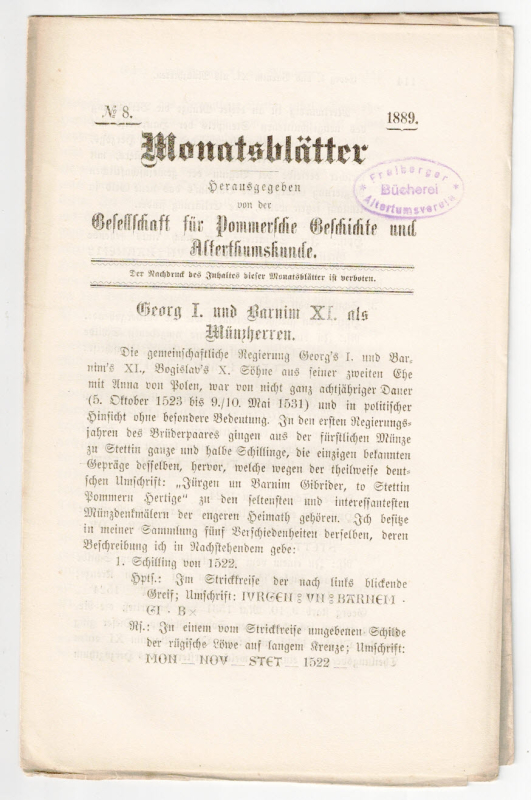 № 8.
1889.
Monatsblätter
Herausgegeben
von der
Gesellschaft für Pommersche Geschichte und
Alterthumskunde.
Freiberger
Bücherei
Altertumsverein
Der Nachdruck des Inhaltes dieser Monatsblätter ist verboten.
Georg I. und Barnim XI. als
Münzherren.
Die gemeinschaftliche Regierung Georg's I. und Bar-
nim's XI., Bogislav's X. Söhne aus seiner zweiten Ehe
mit Anna von Polen, war von nicht ganz achtjähriger Dauer
(5. Oktober 1523 bis 9./10. Mai 1531) und in politischer
Hinsicht ohne besondere Bedeutung. In den ersten Regierungs-
jahren des Brüderpaares gingen aus der fürstlichen Münze
zu Stettin ganze und halbe Schillinge, die einzigen bekannten
Gepräge desselben, hervor, welche wegen der theilweise deut-
schen Umschrift: „Jürgen un Barnim Gibrider, to Stettin
Pommern Hertige" zu den seltensten und interessantesten
Münzdenkmälern der engeren Heimath gehören. Ich besitze
in meiner Sammlung fünf Verschiedenheiten derselben, deren
Beschreibung ich in Nachstehendem gebe:
1. Schilling von 1522.
Hpts.: Im Strickkreise der nach links blickende
Greif; Umschrift: IVRGEN ⦂ VN ⦂ BARNEM ·
GI · B ×
Rs.: In einem vom Strickkreise umgebenen Schilde
der rügische Löwe auf langem Kreuze; Umschrift:
MON — NOV — STET — 1522 —